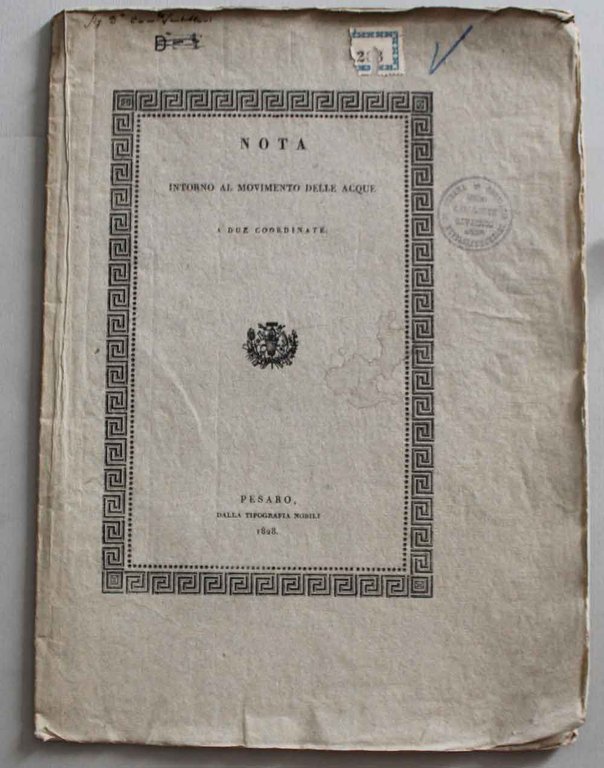 NOTA
INTORNO AL MOVIMENTO DELLE ACQUE
A DUE COORDINATE.
PESARO,
DALLA TIPOGRAFIA NOBILI
1828.